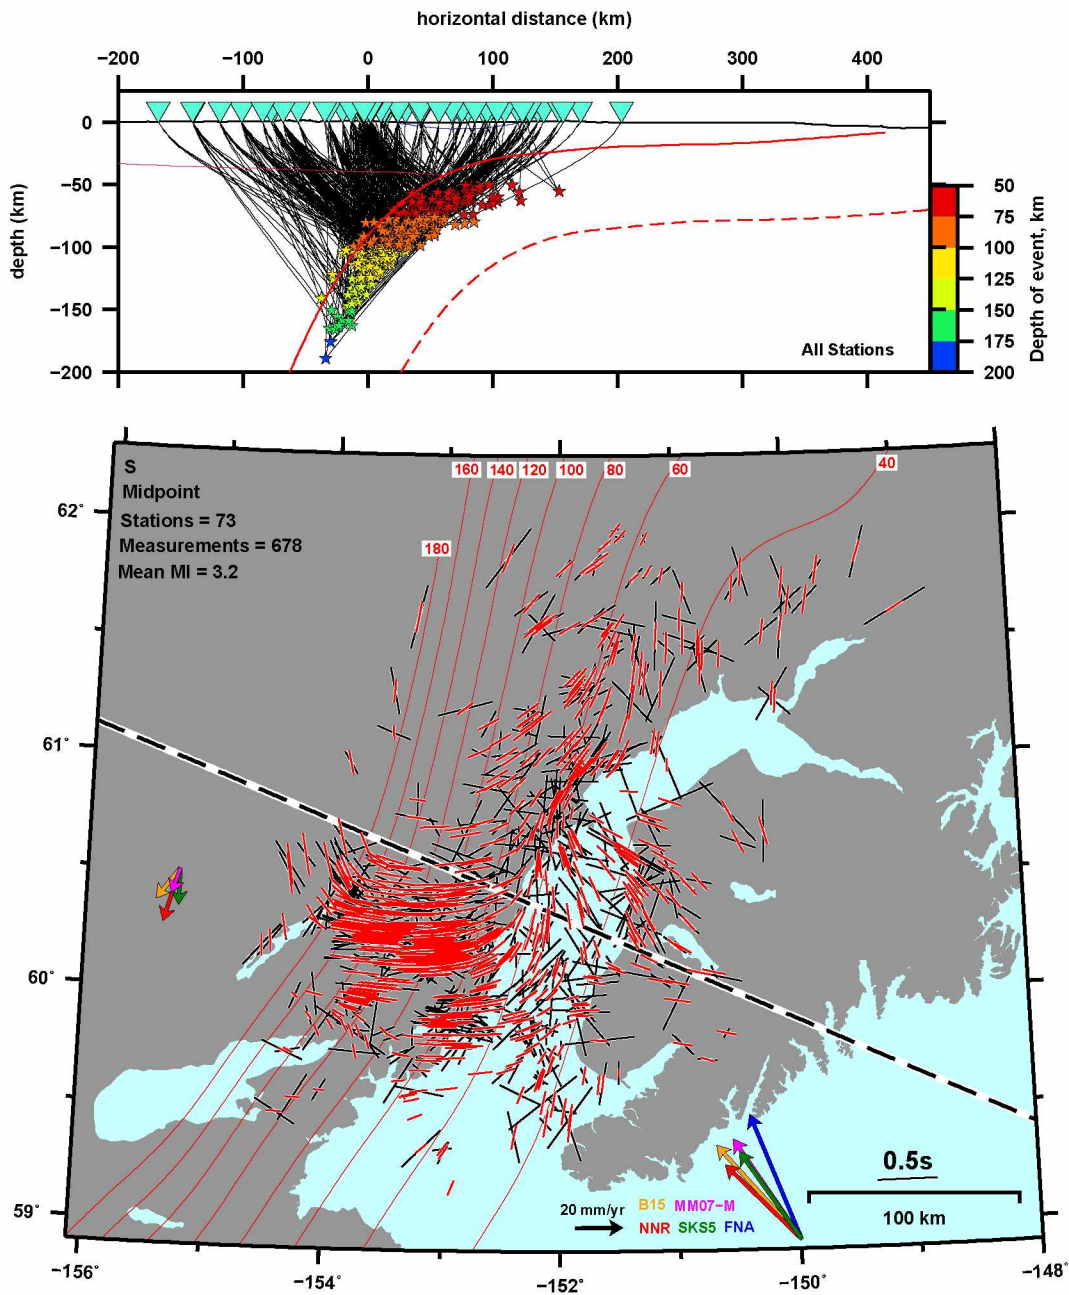 horizontal distance (km)
−200 −100 0 100 200 300 400
depth (km)
0
−50
−100
−150
−200
All Stations
50
75
100
125
150
175
200
Depth of event, km
S
Midpoint
Stations = 73
Measurements = 678
Mean MI = 3.2
160 140 120 100 80 60 40
180
62°
61°
60°
59°
0.5s
100 km
20 mm/yr
B15 MM07−M
NNR SKS5 FNA
−156° −154° −152° −150° −148°